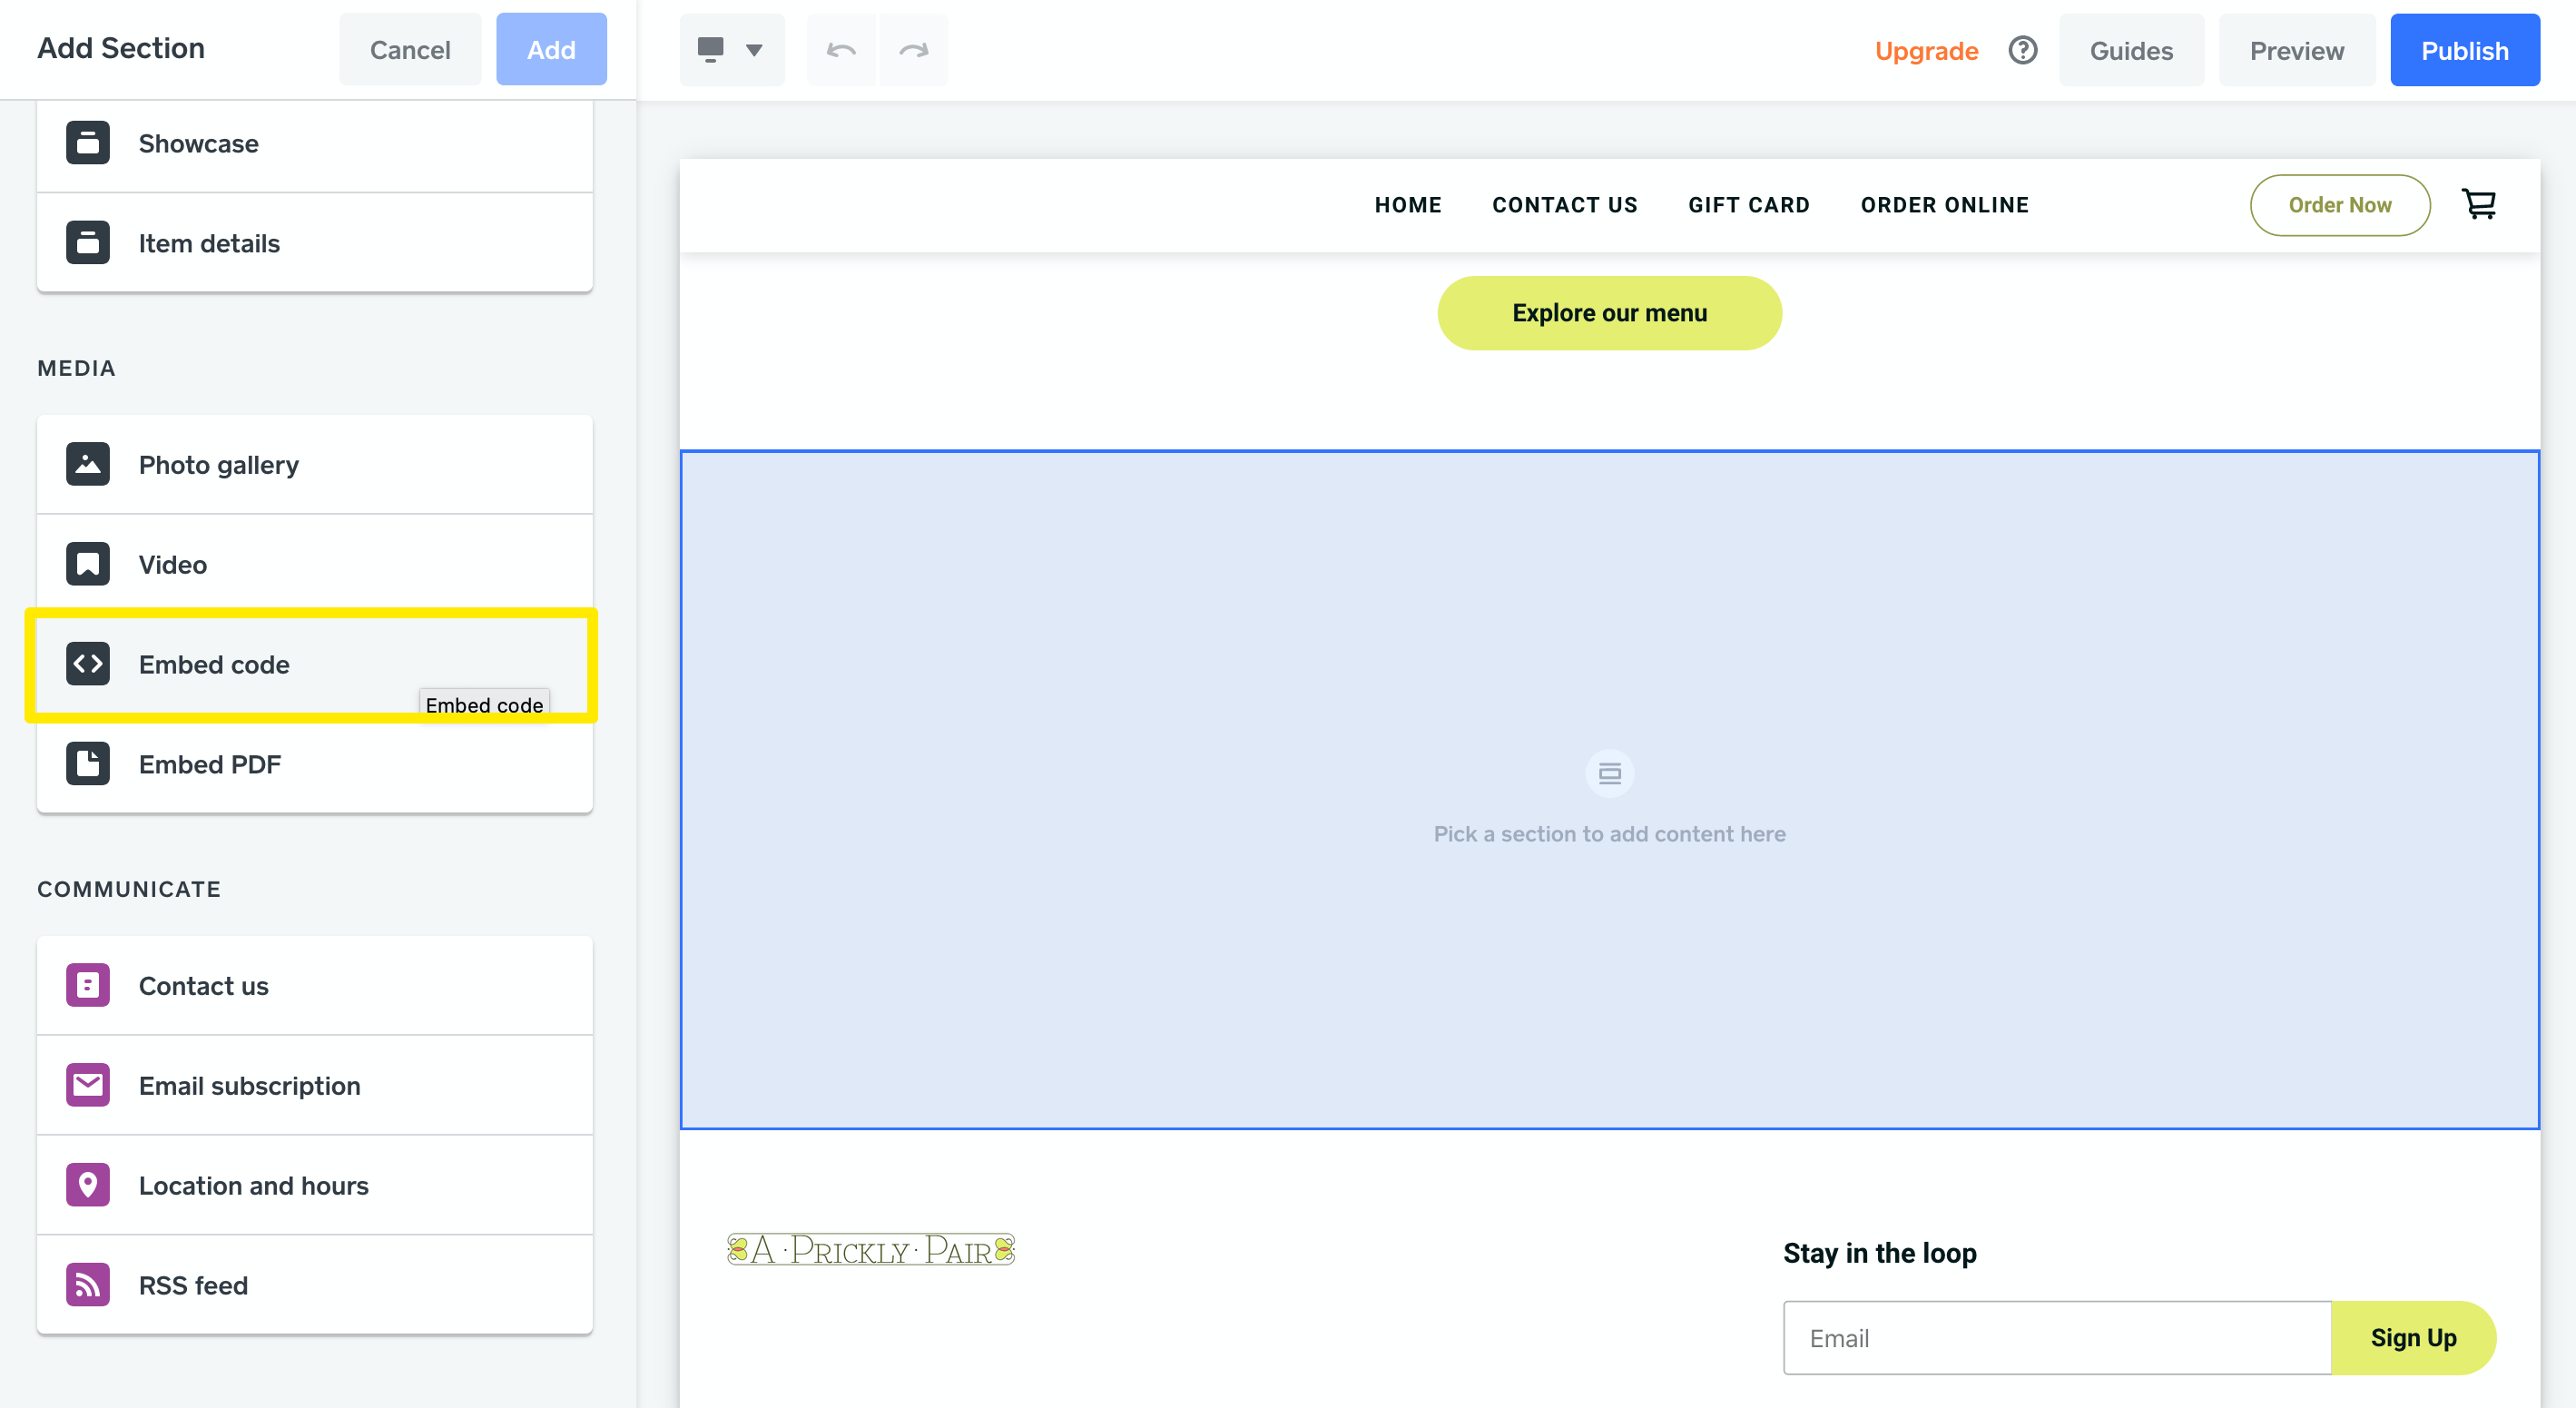 Add Section
Cancel
Add
Upgrade
Guides
Preview
Publish
Showcase
Item details
MEDIA
Photo gallery
Video
Embed code
Embed code
Embed PDF
COMMUNICATE
Contact us
Email subscription
Location and hours
RSS feed
HOME CONTACT US GIFT CARD ORDER ONLINE
Order Now
Explore our menu
Pick a section to add content here
A · PRICKLY · PAIR
Stay in the loop
Email
Sign Up